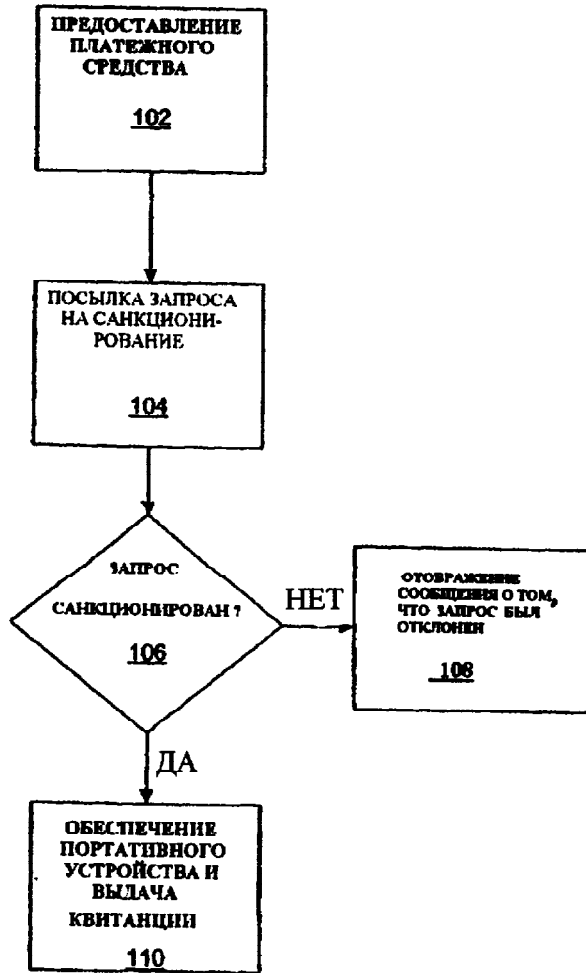 ПРЕДОСТАВЛЕНИЕ
ПЛАТЕЖНОГО
СРЕДСТВА
102
ПОСЫЛКА ЗАПРОСА
НА САНКЦИОНИ-
РОВАНИЕ
104
ЗАПРОС
САНКЦИОНИРОВАН ?
106
НЕТ
ОТОБРАЖЕНИЕ
СООБЩЕНИЯ О ТОМ,
ЧТО ЗАПРОС БЫЛ
ОТКЛОНЕН
108
ДА
ОБЕСПЕЧЕНИЕ
ПОРТАТИВНОГО
УСТРОЙСТВА И
ВЫДАЧА
КВИТАНЦИИ
110